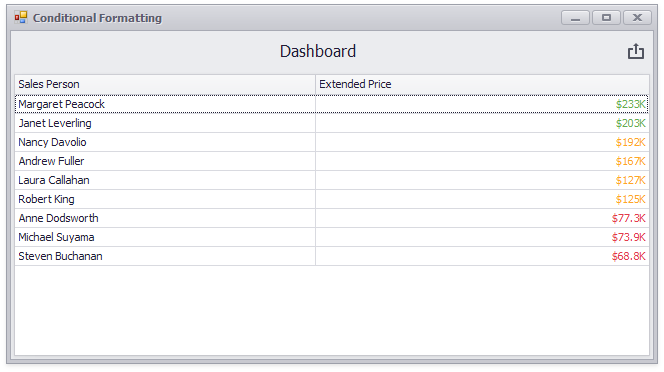 Conditional Formatting
Dashboard
Sales Person Extended Price
Margaret Peacock $233K
Janet Leverling $203K
Nancy Davolio $192K
Andrew Fuller $167K
Laura Callahan $127K
Robert King $125K
Anne Dodsworth $77.3K
Michael Suyama $73.9K
Steven Buchanan $68.8K